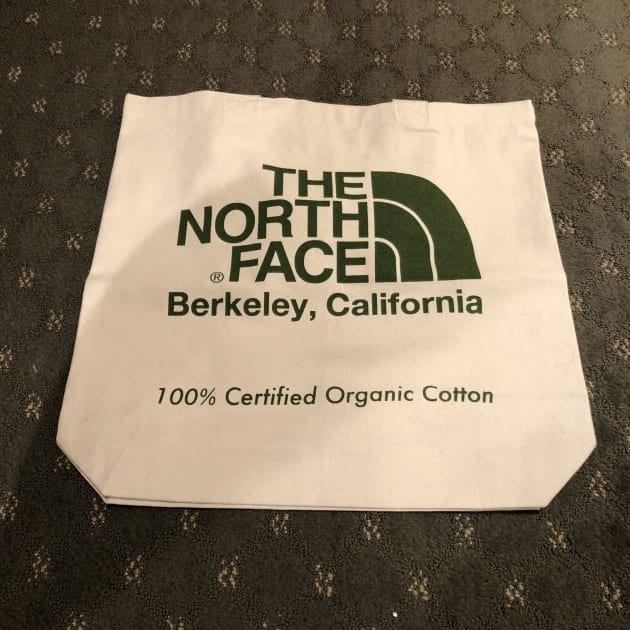 THE
NORTH
® FACE
Berkeley, California
100% Certified Organic Cotton